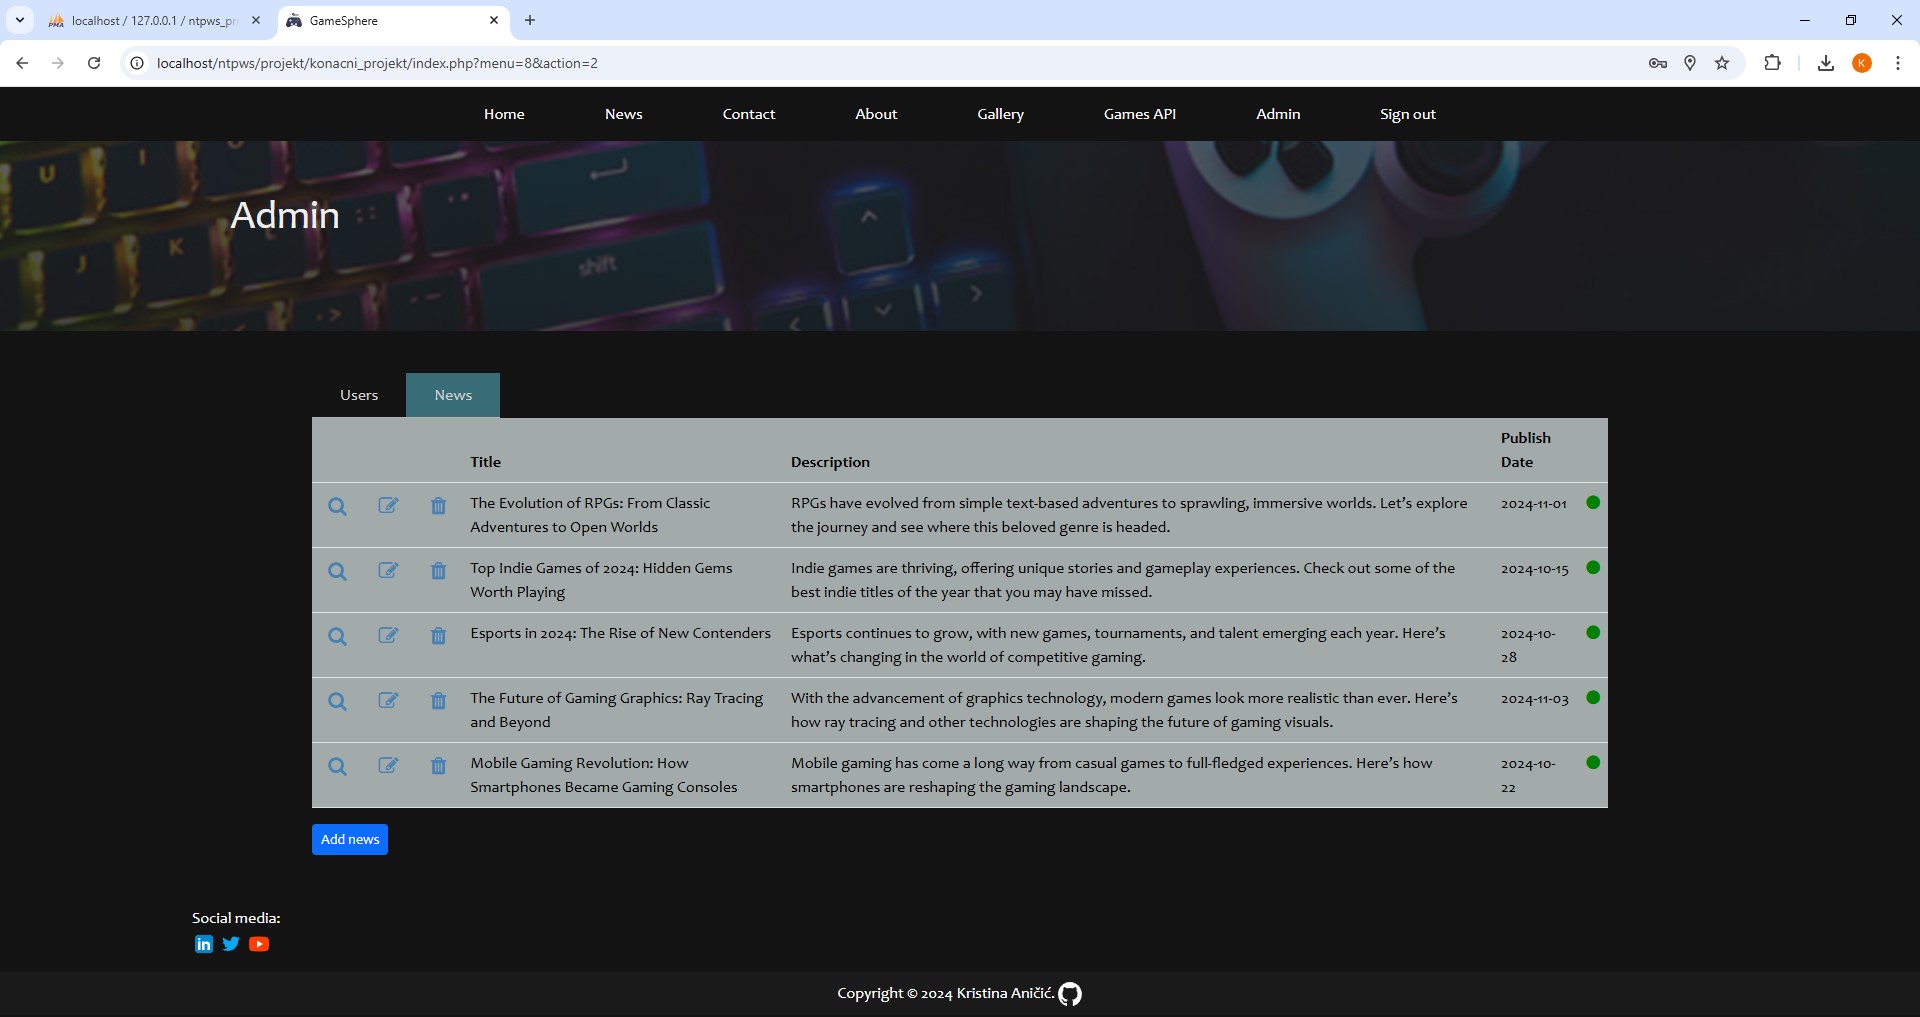 localhost / 127.0.0.1 / ntpws_pr
GameSphere
localhost/ntpws/projekt/konacni_projekt/index.php?menu=8&action=2
K
Home News Contact About Gallery Games API Admin Sign out
U I
Admin
J K
shift
Users News
Title Description Publish
Date
The Evolution of RPGs: From Classic
Adventures to Open Worlds
RPGs have evolved from simple text-based adventures to sprawling, immersive worlds. Let’s explore
the journey and see where this beloved genre is headed.
2024-11-01
Top Indie Games of 2024: Hidden Gems
Worth Playing
Indie games are thriving, offering unique stories and gameplay experiences. Check out some of the
best indie titles of the year that you may have missed.
2024-10-15
Esports in 2024: The Rise of New Contenders
Esports continues to grow, with new games, tournaments, and talent emerging each year. Here’s
what’s changing in the world of competitive gaming.
2024-10-
28
The Future of Gaming Graphics: Ray Tracing
and Beyond
With the advancement of graphics technology, modern games look more realistic than ever. Here’s
how ray tracing and other technologies are shaping the future of gaming visuals.
2024-11-03
Mobile Gaming Revolution: How
Smartphones Became Gaming Consoles
Mobile gaming has come a long way from casual games to full-fledged experiences. Here’s how
smartphones are reshaping the gaming landscape.
2024-10-
22
Add news
Social media:
in
Copyright © 2024 Kristina Aničić.